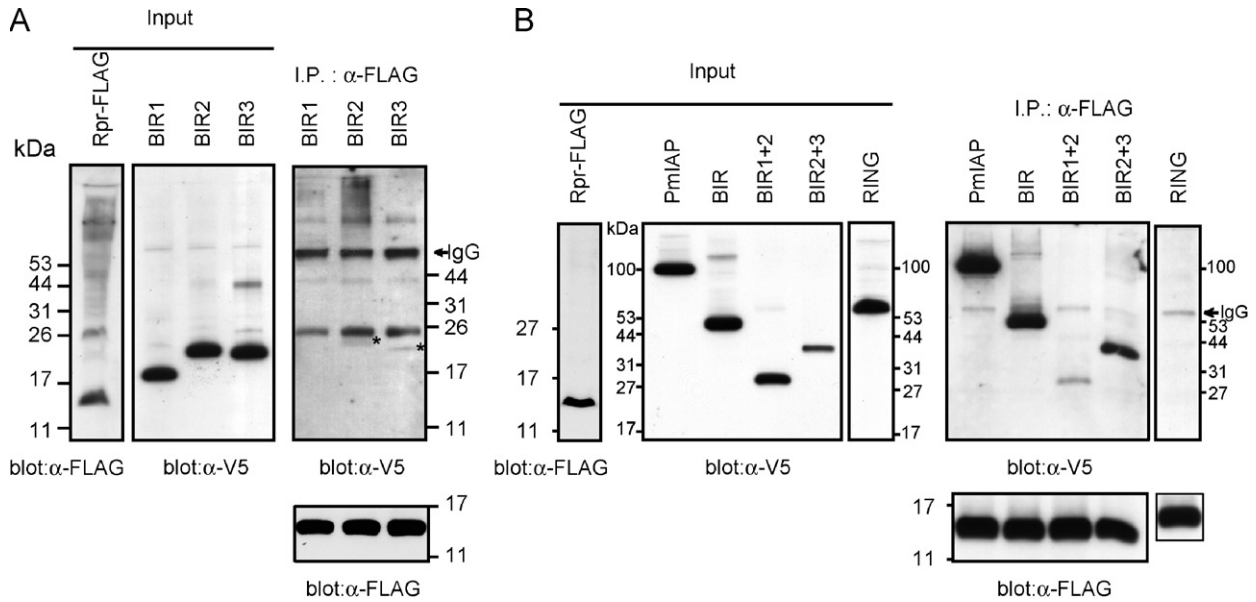 A
Input
Rpr-FLAG
BIR1
BIR2
BIR3
I.P. : α-FLAG
BIR1
BIR2
BIR3
kDa
53
44
31
26
17
11
IgG
44
31
26
17
11
*
*
blot:α-FLAG
blot:α-V5
blot:α-V5
17
11
blot:α-FLAG
B
Input
Rpr-FLAG
PmIAP
BIR
BIR1+2
BIR2+3
RING
I.P.: α-FLAG
PmIAP
BIR
BIR1+2
BIR2+3
RING
27
17
11
kDa
100
53
44
31
27
17
100
53
44
31
27
17
IgG
53
44
31
27
blot:α-FLAG
blot:α-V5
blot:α-V5
17
11
blot:α-FLAG